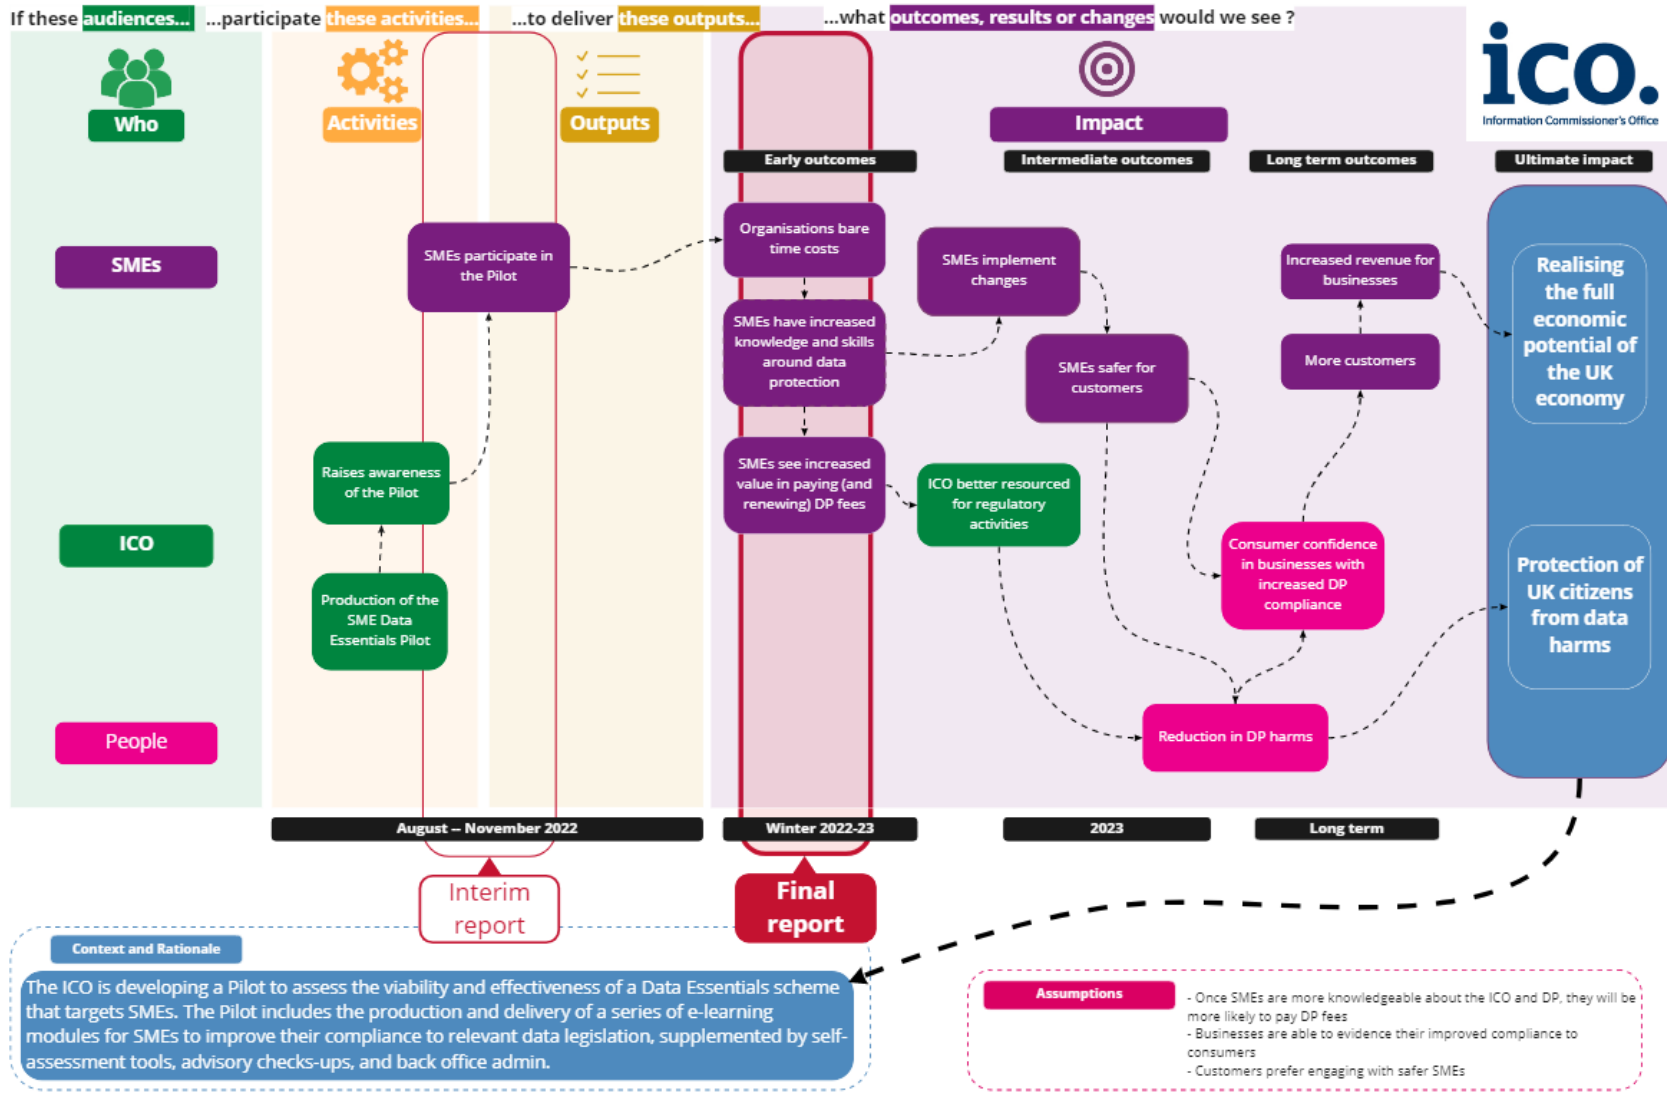 If these audiences... ...participate these activities... ...to deliver these outputs... ...what outcomes, results or changes would we see ?
ico.
Information Commissioner's Office
Who
Activities
Outputs
Impact
Early outcomes
Intermediate outcomes
Long term outcomes
Ultimate impact
SMEs
SMEs participate in
the Pilot
Organisations bare
time costs
SMEs implement
changes
Increased revenue for
businesses
Realising
the full
economic
potential of
the UK
economy
SMEs have increased
knowledge and skills
around data
protection
SMEs safer for
customers
More customers
Raises awareness
of the Pilot
SMEs see increased
value in paying (and
renewing) DP fees
ICO better resourced
for regulatory
activities
ICO
Consumer confidence
in businesses with
increased DP
compliance
Protection of
UK citizens
from data
harms
Production of the
SME Data
Essentials Pilot
People
Reduction in DP harms
August – November 2022
Winter 2022-23
2023
Long term
Interim
report
Final
report
Context and Rationale
The ICO is developing a Pilot to assess the viability and effectiveness of a Data Essentials scheme
that targets SMEs. The Pilot includes the production and delivery of a series of e-learning
modules for SMEs to improve their compliance to relevant data legislation, supplemented by self-
assessment tools, advisory checks-ups, and back office admin.
Assumptions
- Once SMEs are more knowledgeable about the ICO and DP, they will be
more likely to pay DP fees
- Businesses are able to evidence their improved compliance to
consumers
- Customers prefer engaging with safer SMEs